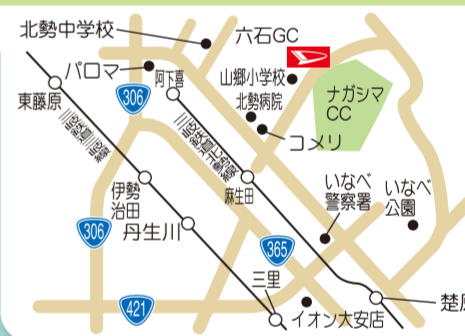 北勢中学校
六石GC
パロマ
阿下喜
山郷小学校
北勢病院
ナガシマ
CC
東藤原
306
コメリ
三岐鉄道三岐線
三岐鉄道北勢線
伊勢
治田
麻生田
いなべ
警察署
いなべ
公園
306
丹生川
365
三里
421
イオン大安店